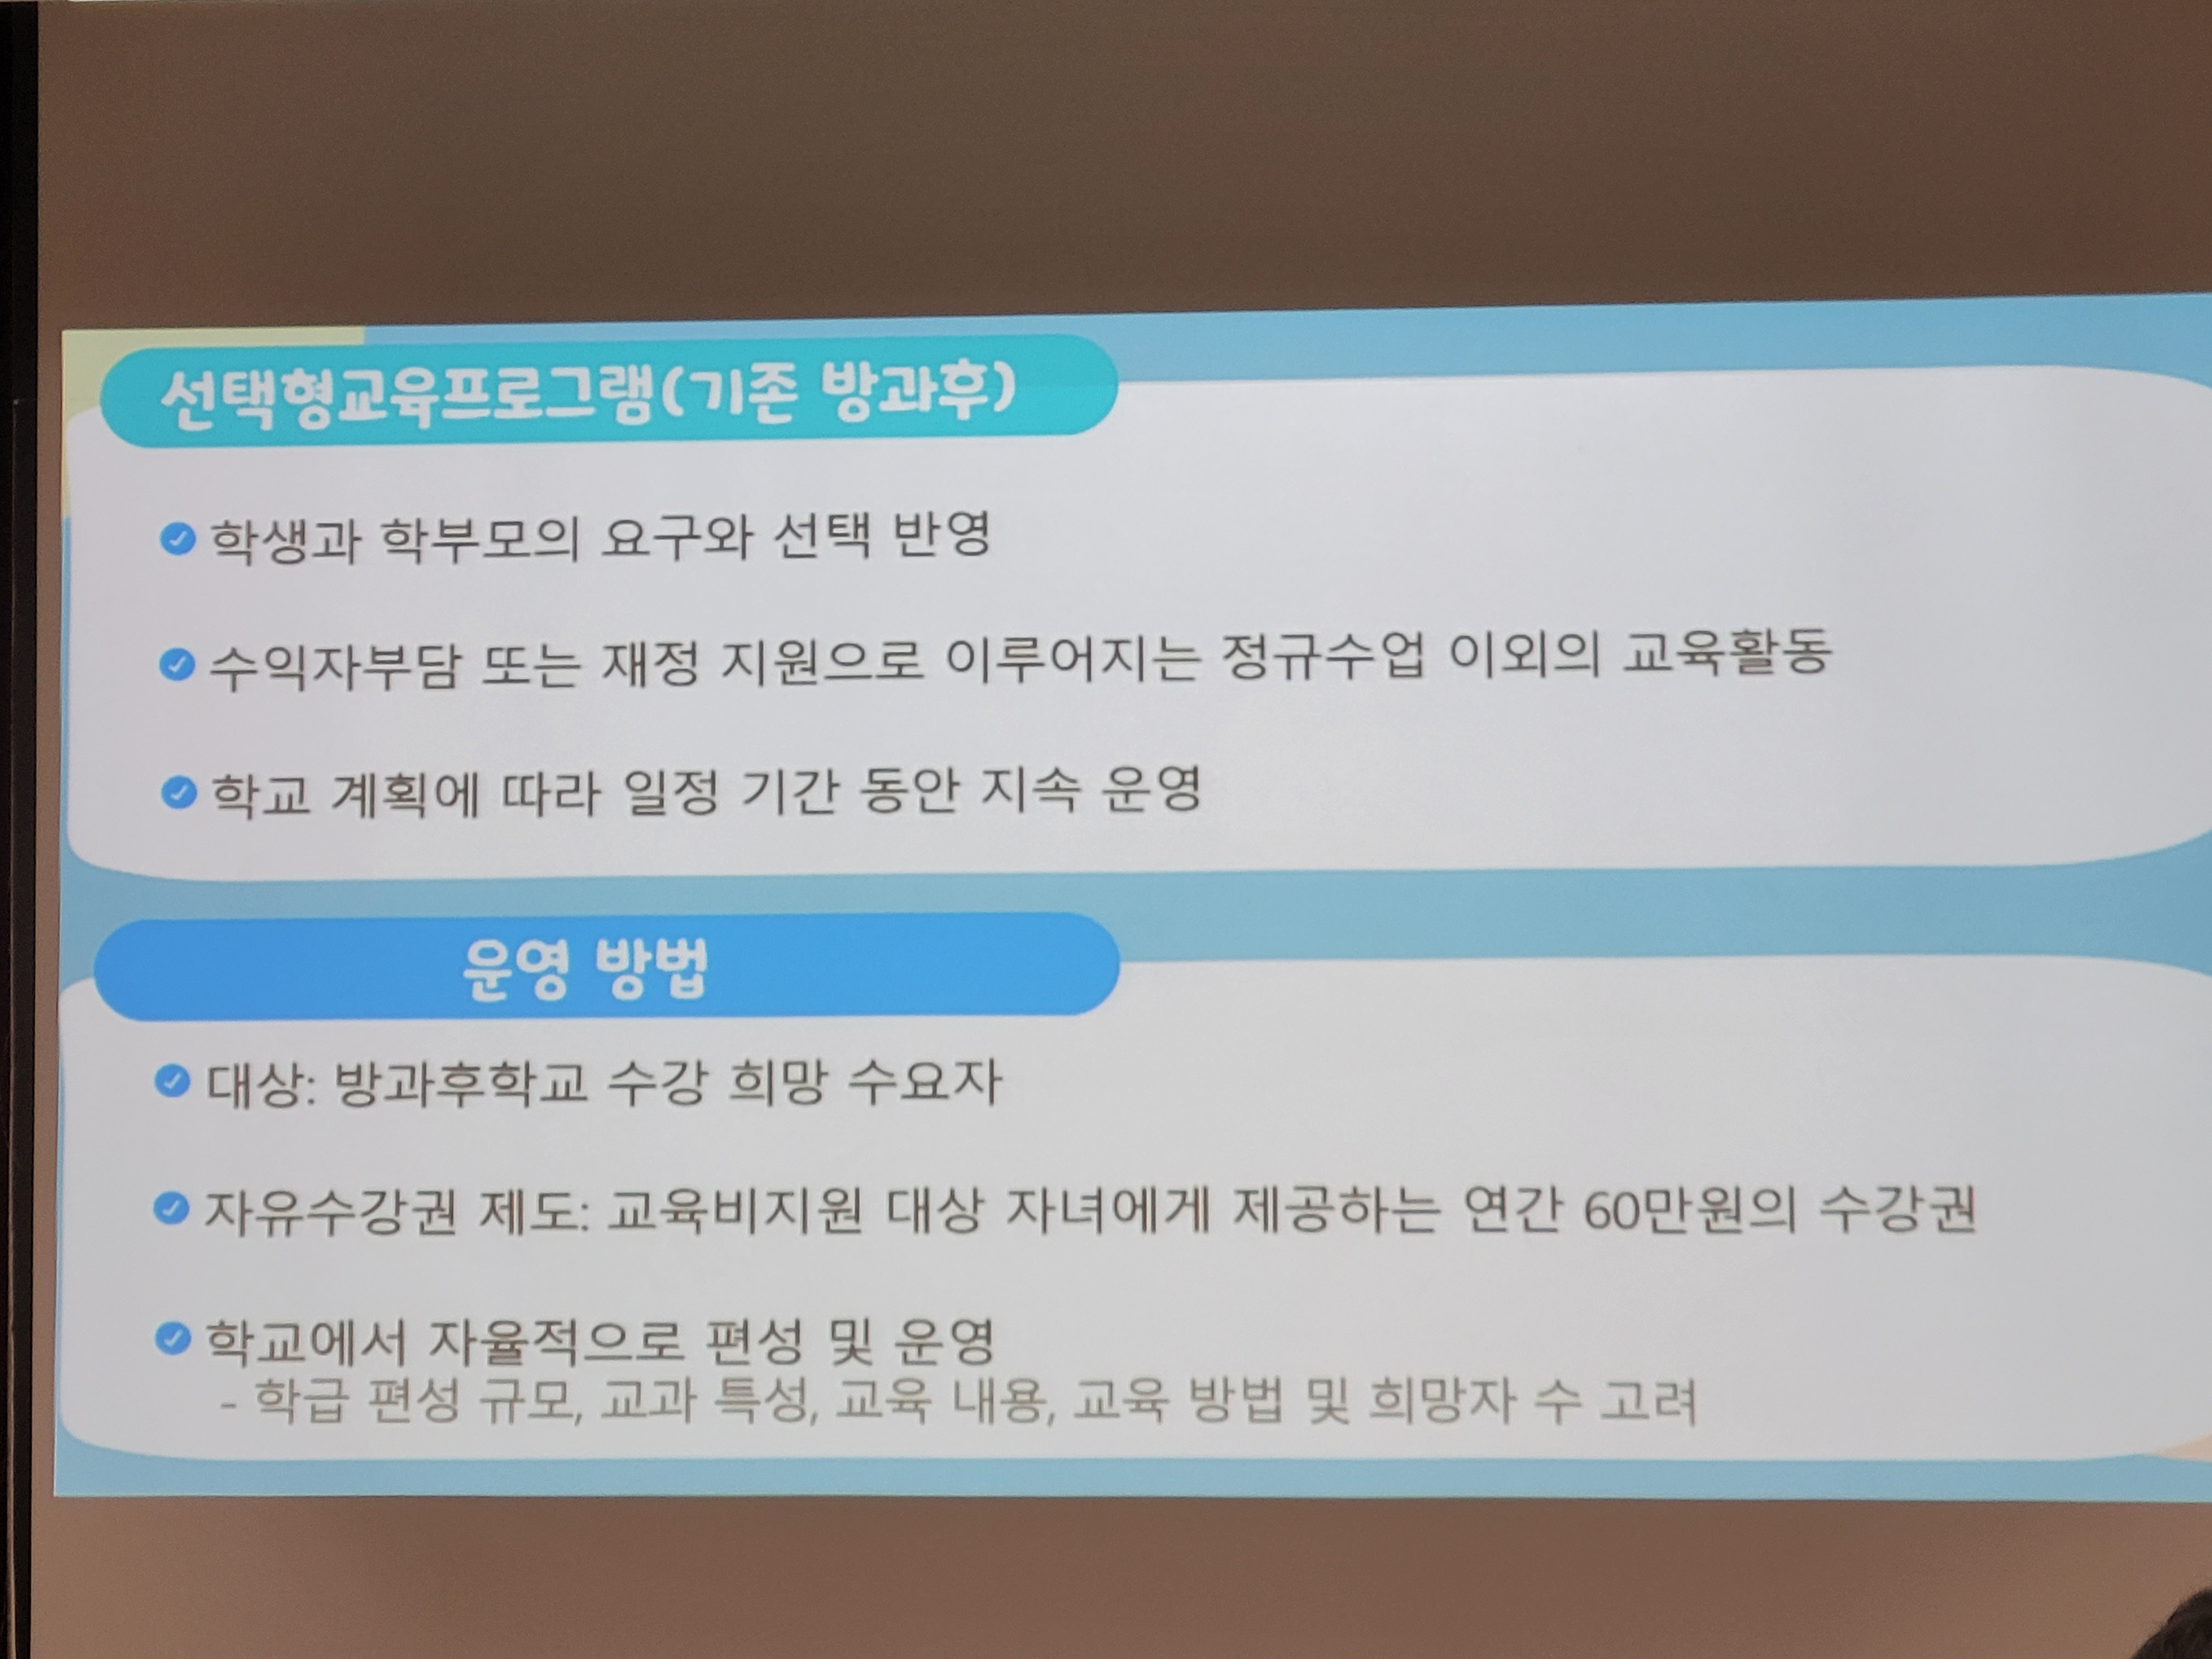 선택형교육프로그램(기존 방과후)
학생과 학부모의 요구와 선택 반영
수익자부담 또는 재정 지원으로 이루어지는 정규수업 이외의 교육활동
학교 계획에 따라 일정 기간 동안 지속 운영
운영 방법
대상: 방과후학교 수강 희망 수요자
자유수강권 제도: 교육비지원 대상 자녀에게 제공하는 연간 60만원의 수강권
학교에서 자율적으로 편성 및 운영
- 학급 편성 규모, 교과 특성, 교육 내용, 교육 방법 및 희망자 수 고려